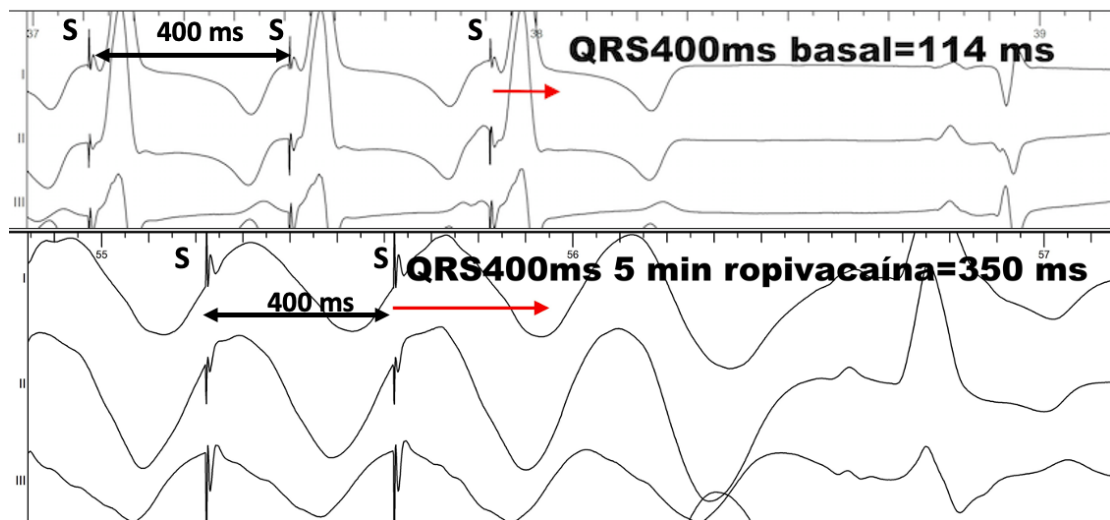 37 38 39
S 400 ms S S QRS400ms basal=114 ms
I
II
III
55 56 57
S S QRS400ms 5 min ropivacaína=350 ms
I
400 ms
II
III